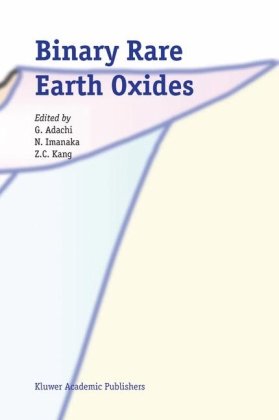 Binary Rare
Earth Oxides
Edited by
G. Adachi
N. Imanaka
Z.C. Kang
Kluwer Academic Publishers